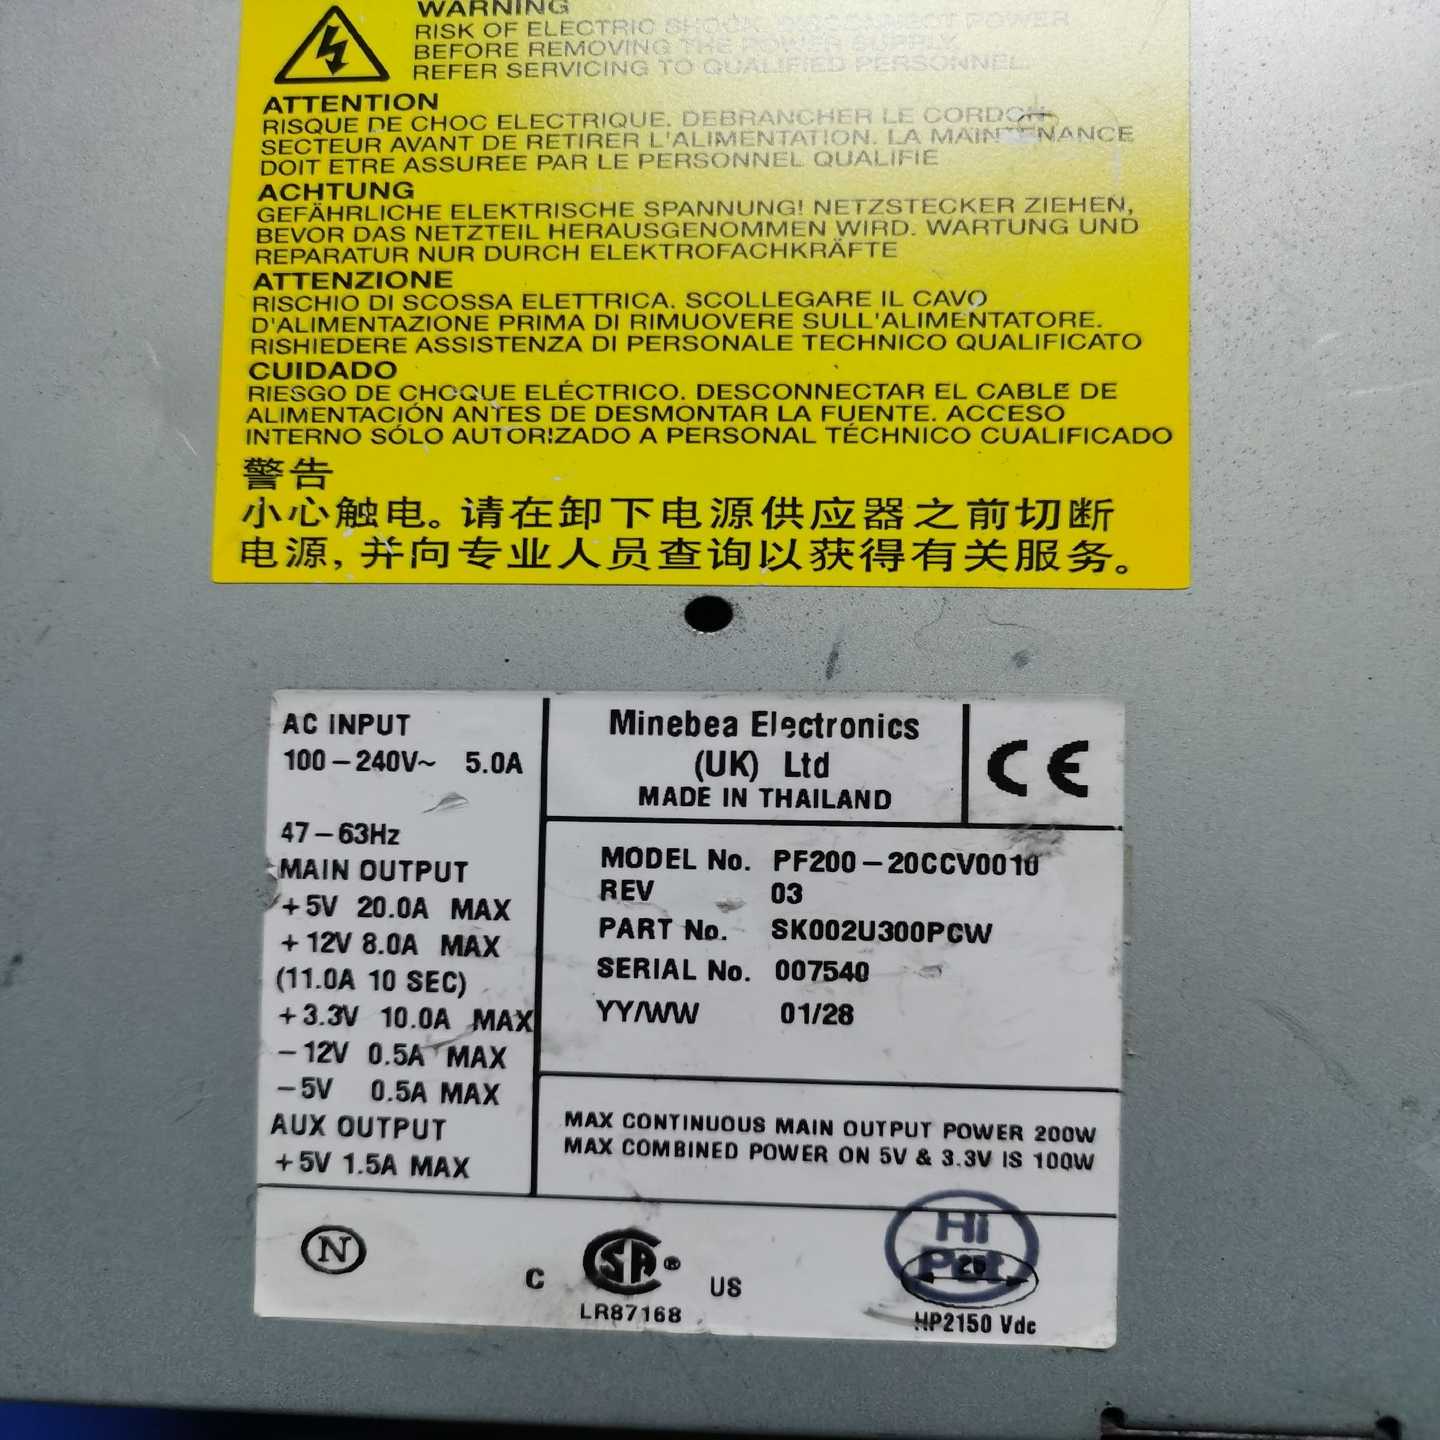 WARNING
RISK OF ELECTRIC SHOCK. DISCONNECT POWER
BEFORE REMOVING THE POWER SUPPLY.
REFER SERVICING TO QUALIFIED PERSONNEL.
ATTENTION
RISQUE DE CHOC ELECTRIQUE. DEBRANCHER LE CORDON
SECTEUR AVANT DE RETIRER L'ALIMENTATION. LA MAINTENANCE
DOIT ETRE ASSUREE PAR LE PERSONNEL QUALIFIE
ACHTUNG
GEFÄHRLICHE ELEKTRISCHE SPANNUNG! NETZSTECKER ZIEHEN,
BEVOR DAS NETZTEIL HERAUSGENOMMEN WIRD. WARTUNG UND
REPARATUR NUR DURCH ELEKTROFACHKRÄFTE
ATTENZIONE
RISCHIO DI SCOSSA ELETTRICA. SCOLLEGARE IL CAVO
D'ALIMENTAZIONE PRIMA DI RIMUOVERE SULL'ALIMENTATORE.
RISHIEDERE ASSISTENZA DI PERSONALE TECHNICO QUALIFICATO
CUIDADO
RIESGO DE CHOQUE ELÉCTRICO. DESCONNECTAR EL CABLE DE
ALIMENTACIÓN ANTES DE DESMONTAR LA FUENTE. ACCESO
INTERNO SÓLO AUTORIZADO A PERSONAL TÉCHNICO CUALIFICADO
警告
小心触电。请在卸下电源供应器之前切断
电源，并向专业人员查询以获得有关服务。
AC INPUT
100-240V~ 5.0A
47-63Hz
MAIN OUTPUT
+5V 20.0A MAX
+12V 8.0A MAX
(11.0A 10 SEC)
+3.3V 10.0A MAX
-12V 0.5A MAX
-5V 0.5A MAX
AUX OUTPUT
+5V 1.5A MAX
Minebea Electronics
(UK) Ltd
MADE IN THAILAND
CE
MODEL No. PF200-20CCV0010
REV 03
PART No. SK002U300PCW
SERIAL No. 007540
YY/WW 01/28
MAX CONTINUOUS MAIN OUTPUT POWER 200W
MAX COMBINED POWER ON 5V & 3.3V IS 100W
N
C SA® US
LR87168
Hi
Pot
26
HP2150 Vdc